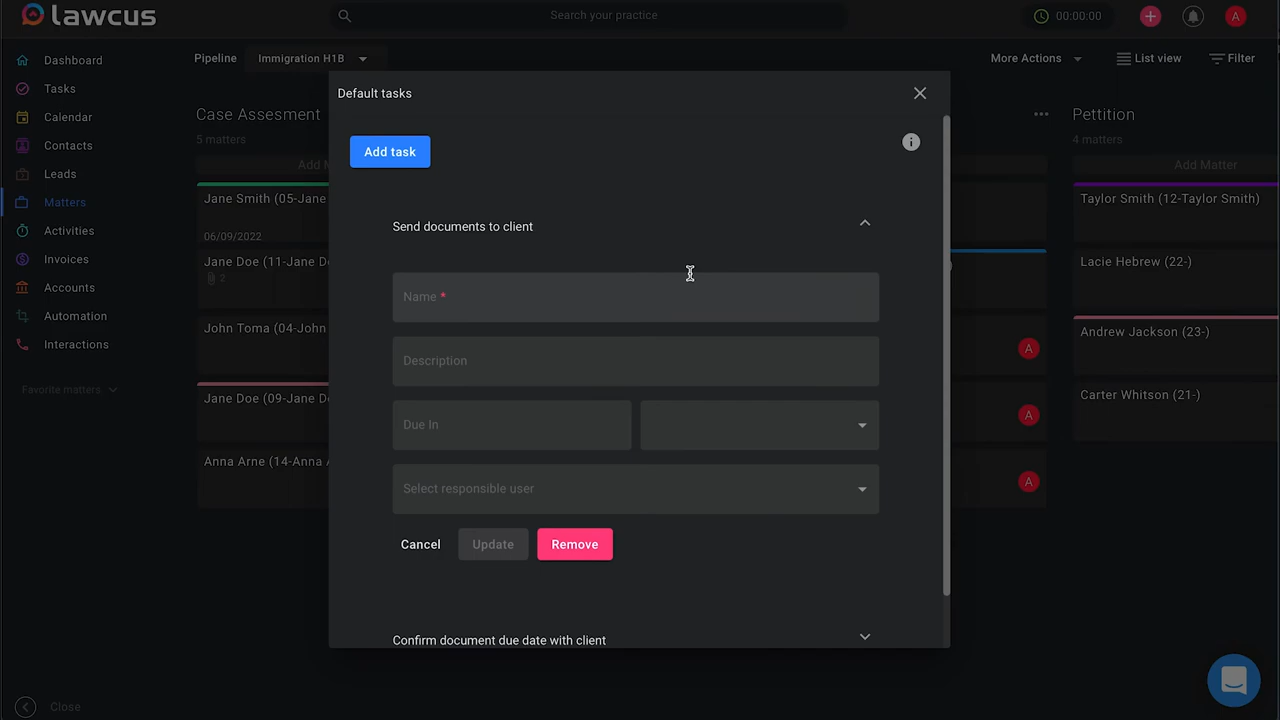 lawcus
Search your practice
00:00:00
A
Dashboard
Tasks
Calendar
Contacts
Leads
Matters
Activities
Invoices
Accounts
Automation
Interactions
Favorite matters
Close
Pipeline
Immigration H1B
More Actions
List view
Filter
Case Assesment
5 matters
Add M
Jane Smith (05-Jane
06/09/2022
Jane Doe (11-Jane D
2
John Toma (04-John
Jane Doe (09-Jane D
Anna Arne (14-Anna A
Default tasks
Add task
Send documents to client
Name *
Description
Due In
Select responsible user
Cancel
Update
Remove
Confirm document due date with client
)
A
A
A
Pettition
4 matters
Add Matter
Taylor Smith (12-Taylor Smith)
Lacie Hebrew (22-)
Andrew Jackson (23-)
Carter Whitson (21-)